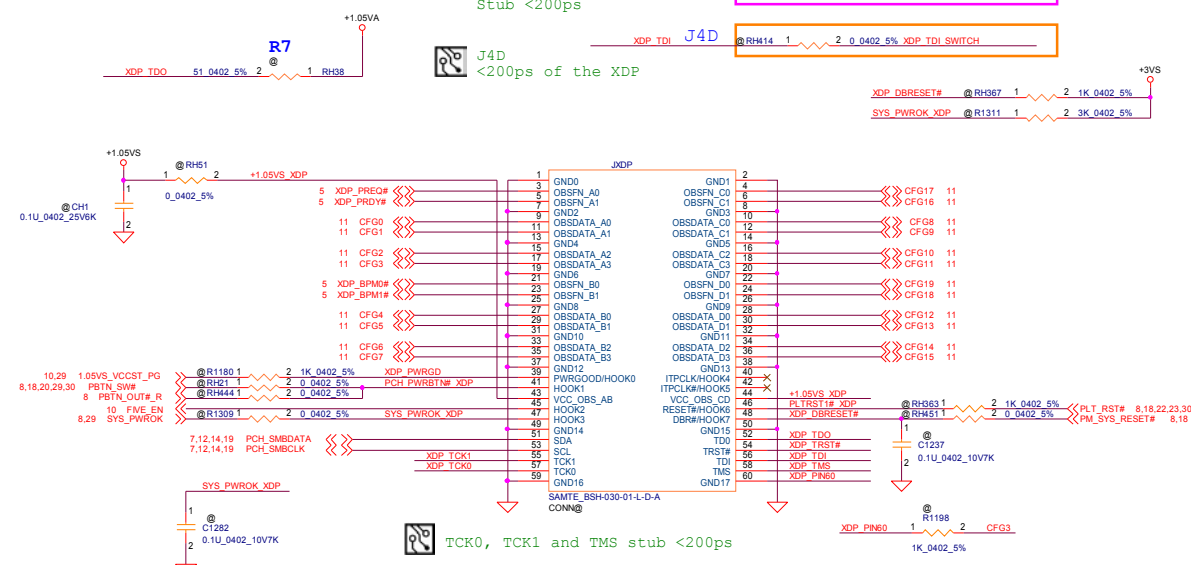 Stub <200ps
+1.05VA
R7
@
XDP_TDO 51_0402_5% 2 1 RH38
J4D
<200ps of the XDP
XDP_TDI J4D @RH414 1 2 0_0402_5% XDP_TDI_SWITCH
+3VS
XDP_DBRESET# @RH367 1 2 1K_0402_5%
SYS_PWROK_XDP @R1311 1 2 3K_0402_5%
+1.05VS
@RH51
1 2 +1.05VS_XDP
0_0402_5%
@CH1
0.1U_0402_25V6K
1
2
JXDP
1 GND0 GND1 2
5 XDP_PREQ# 3 OBSFN_A0 OBSFN_C0 4 CFG17 11
5 XDP_PRDY# 5 OBSFN_A1 OBSFN_C1 6 CFG16 11
7 GND2 GND3 8
11 CFG0 9 OBSDATA_A0 OBSDATA_C0 10 CFG8 11
11 CFG1 11 OBSDATA_A1 OBSDATA_C1 12 CFG9 11
13 GND4 GND5 14
11 CFG2 15 OBSDATA_A2 OBSDATA_C2 16 CFG10 11
11 CFG3 17 OBSDATA_A3 OBSDATA_C3 18 CFG11 11
19 GND6 GND7 20
5 XDP_BPM0# 21 OBSFN_B0 OBSFN_D0 22 CFG19 11
5 XDP_BPM1# 23 OBSFN_B1 OBSFN_D1 24 CFG18 11
25 GND8 GND9 26
11 CFG4 27 OBSDATA_B0 OBSDATA_D0 28 CFG12 11
11 CFG5 29 OBSDATA_B1 OBSDATA_D1 30 CFG13 11
31 GND10 GND11 32
11 CFG6 33 OBSDATA_B2 OBSDATA_D2 34 CFG14 11
11 CFG7 35 OBSDATA_B3 OBSDATA_D3 36 CFG15 11
37 GND12 GND13 38
10,29 1.05VS_VCCST_PG @R1180 1 2 1K_0402_5% XDP_PWRGD 39 PWRGOOD/HOOK0 ITPCLK/HOOK4 40
8,18,20,29,30 PBTN_SW# @RH21 1 2 0_0402_5% PCH_PWRBTN#_XDP 41 HOOK1 ITPCLK#/HOOK5 42
8 PBTN_OUT#_R @RH444 1 2 0_0402_5% 43 VCC_OBS_AB VCC_OBS_CD 44 +1.05VS_XDP
10 FIVE_EN 45 HOOK2 RESET#/HOOK6 46 PLTRST1#_XDP @RH363 1 2 1K_0402_5% PLT_RST# 8,18,22,23,30
8,29 SYS_PWROK @R1309 1 2 0_0402_5% SYS_PWROK_XDP 47 HOOK3 DBR#/HOOK7 48 XDP_DBRESET# @RH451 1 2 0_0402_5% PM_SYS_RESET# 8,18
49 GND14 GND15 50
7,12,14,19 PCH_SMBDATA 51 SDA TD0 52 XDP_TDO
7,12,14,19 PCH_SMBCLK 53 SCL TRST# 54 XDP_TRST#
XDP_TCK1 55 TCK1 TDI 56 XDP_TDI
XDP_TCK0 57 TCK0 TMS 58 XDP_TMS
59 GND16 GND17 60 XDP_PIN60
1
@
C1237
0.1U_0402_10V7K
2
SAMTE_BSH-030-01-L-D-A
CONN@
SYS_PWROK_XDP
1
@
C1282
0.1U_0402_10V7K
2
TCK0, TCK1 and TMS stub <200ps
@
R1198
XDP_PIN60 1 2 CFG3
1K_0402_5%